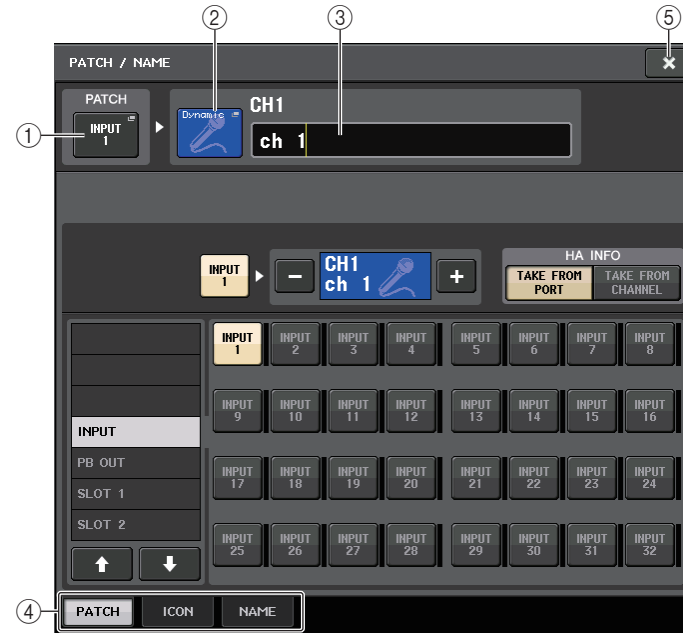 ② ③ ⑤
PATCH / NAME ×
PATCH
① INPUT 1
Dynamic
CH1
ch 1
INPUT 1
−
CH1
ch 1
+
HA INFO
TAKE FROM PORT
TAKE FROM CHANNEL
INPUT
PB OUT
SLOT 1
SLOT 2
INPUT 1 INPUT 2 INPUT 3 INPUT 4 INPUT 5 INPUT 6 INPUT 7 INPUT 8
INPUT 9 INPUT 10 INPUT 11 INPUT 12 INPUT 13 INPUT 14 INPUT 15 INPUT 16
INPUT 17 INPUT 18 INPUT 19 INPUT 20 INPUT 21 INPUT 22 INPUT 23 INPUT 24
INPUT 25 INPUT 26 INPUT 27 INPUT 28 INPUT 29 INPUT 30 INPUT 31 INPUT 32
④ PATCH ICON NAME